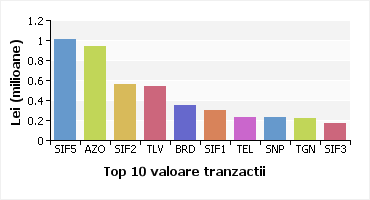 Lei (milioane)
1.2
1
0.8
0.6
0.4
0.2
0
SIF5 AZO SIF2 TLV BRD SIF1 TEL SNP TGN SIF3
Top 10 valoare tranzactii